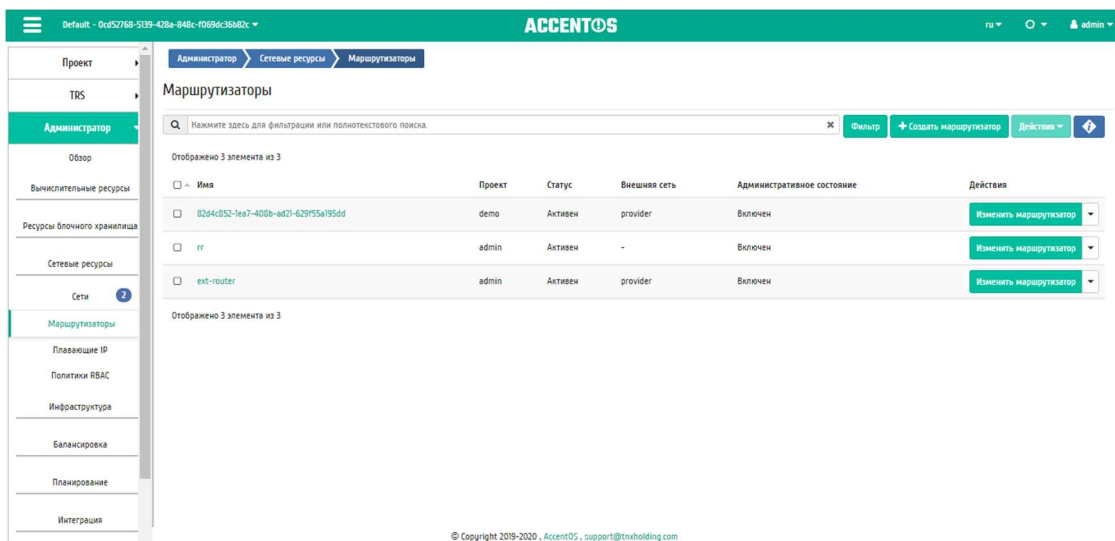 Default - 0cd52768-5139-428a-848c-f069dc36b82c
ACCENTOS
ru
admin
Проект
TRS
Администратор
Обзор
Вычислительные ресурсы
Ресурсы блочного хранилища
Сетевые ресурсы
Сети 2
Маршрутизаторы
Плавающие IP
Политики RBAC
Инфраструктура
Балансировка
Планирование
Интеграция
Администратор Сетевые ресурсы Маршрутизаторы
Маршрутизаторы
Нажмите здесь для фильтрации или полнотекстового поиска.
Фильтр + Создать маршрутизатор Действия
Отображено 3 элемента из 3
Имя Проект Статус Внешняя сеть Административное состояние Действия
82d4c852-1ea7-408b-ad21-629f55a195dd demo Активен provider Включен Изменить маршрутизатор
rr admin Активен - Включен Изменить маршрутизатор
ext-router admin Активен provider Включен Изменить маршрутизатор
Отображено 3 элемента из 3
© Copyright 2019-2020 , AccentOS , support@tnxholding.com